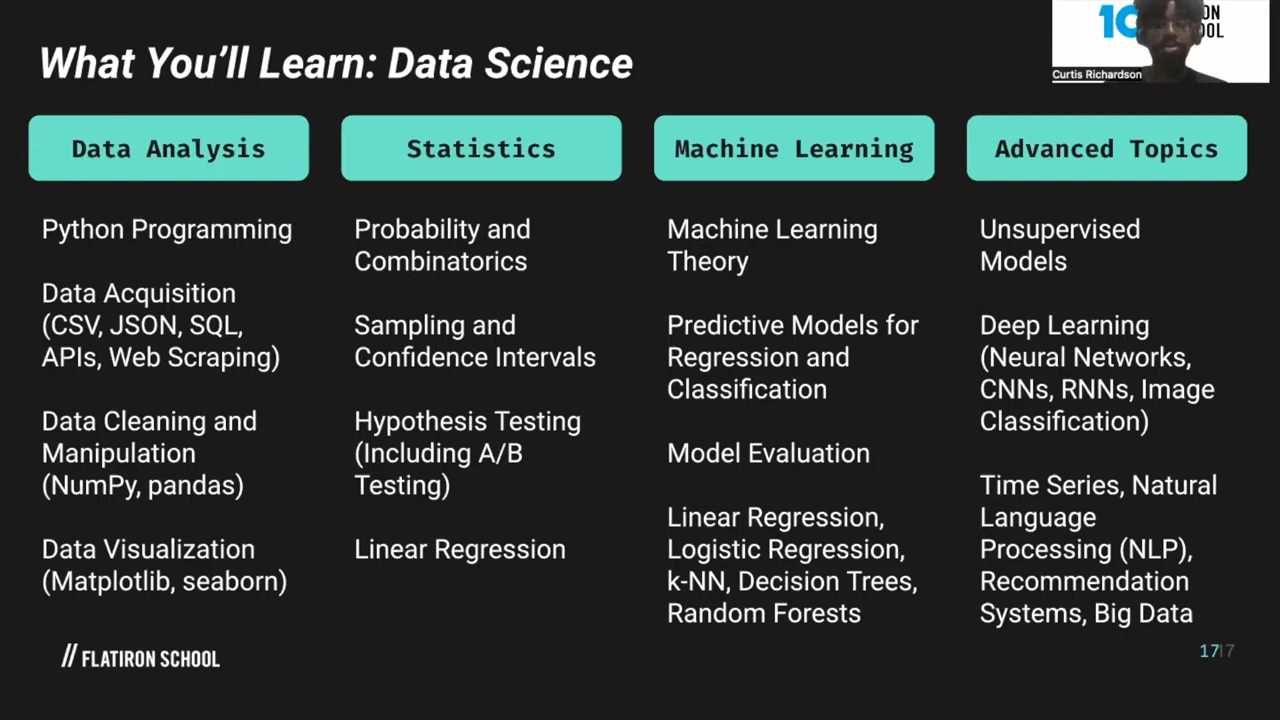 What You'll Learn: Data Science
10
ON
OOL
Curtis Richardson
Data Analysis
Python Programming
Data Acquisition
(CSV, JSON, SQL,
APIs, Web Scraping)
Data Cleaning and
Manipulation
(NumPy, pandas)
Data Visualization
(Matplotlib, seaborn)
Statistics
Probability and
Combinatorics
Sampling and
Confidence Intervals
Hypothesis Testing
(Including A/B
Testing)
Linear Regression
Machine Learning
Machine Learning
Theory
Predictive Models for
Regression and
Classification
Model Evaluation
Linear Regression,
Logistic Regression,
k-NN, Decision Trees,
Random Forests
Advanced Topics
Unsupervised
Models
Deep Learning
(Neural Networks,
CNNs, RNNs, Image
Classification)
Time Series, Natural
Language
Processing (NLP),
Recommendation
Systems, Big Data
// FLATIRON SCHOOL
1717